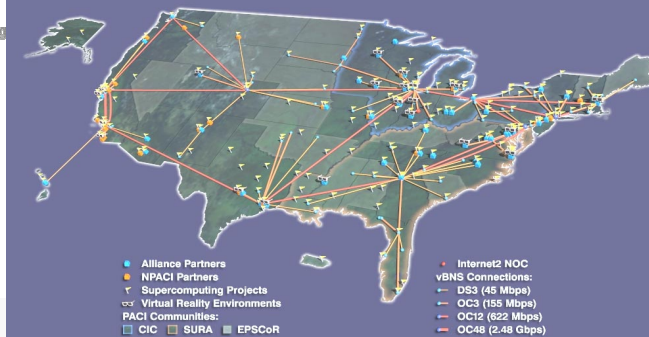 Alliance Partners
NPACI Partners
Supercomputing Projects
Virtual Reality Environments
PACI Communities:
CIC SURA EPSCoR
Internet2 NOC
vBNS Connections:
DS3 (45 Mbps)
OC3 (155 Mbps)
OC12 (622 Mbps)
OC48 (2.48 Gbps)